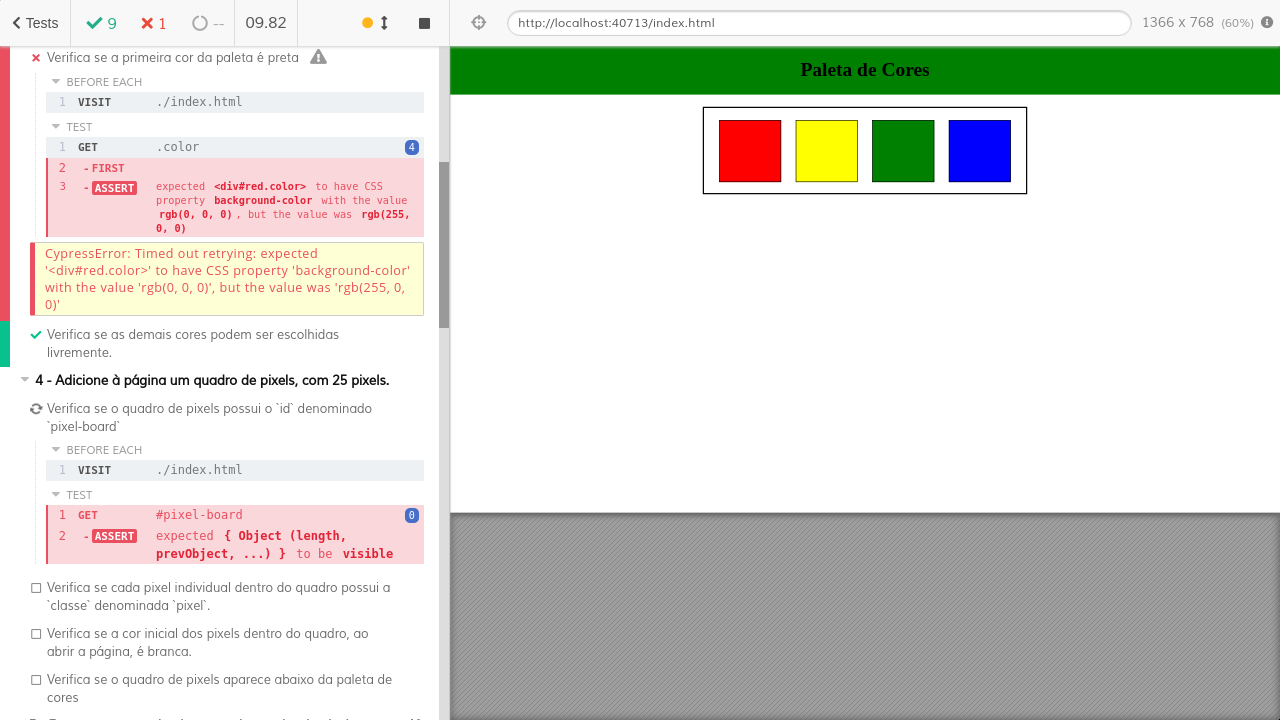 Tests 9 1 -- 09.82
http://localhost:40713/index.html 1366 x 768 (60%)
Verifica se a primeira cor da paleta é preta
BEFORE EACH
1 VISIT ./index.html
TEST
1 GET .color 4
2 -FIRST
3 -ASSERT expected <div#red.color> to have CSS
property background-color with the value
rgb(0, 0, 0), but the value was rgb(255,
0, 0)
CypressError: Timed out retrying: expected
'<div#red.color>' to have CSS property 'background-color'
with the value 'rgb(0, 0, 0)', but the value was 'rgb(255, 0,
0)'
Verifica se as demais cores podem ser escolhidas
livremente.
4 - Adicione à página um quadro de pixels, com 25 pixels.
Verifica se o quadro de pixels possui o `id` denominado
`pixel-board`
BEFORE EACH
1 VISIT ./index.html
TEST
1 GET #pixel-board 0
2 -ASSERT expected { Object (length,
prevObject, ...) } to be visible
Verifica se cada pixel individual dentro do quadro possui a
`classe` denominada `pixel`.
Verifica se a cor inicial dos pixels dentro do quadro, ao
abrir a página, é branca.
Verifica se o quadro de pixels aparece abaixo da paleta de
cores
Paleta de Cores